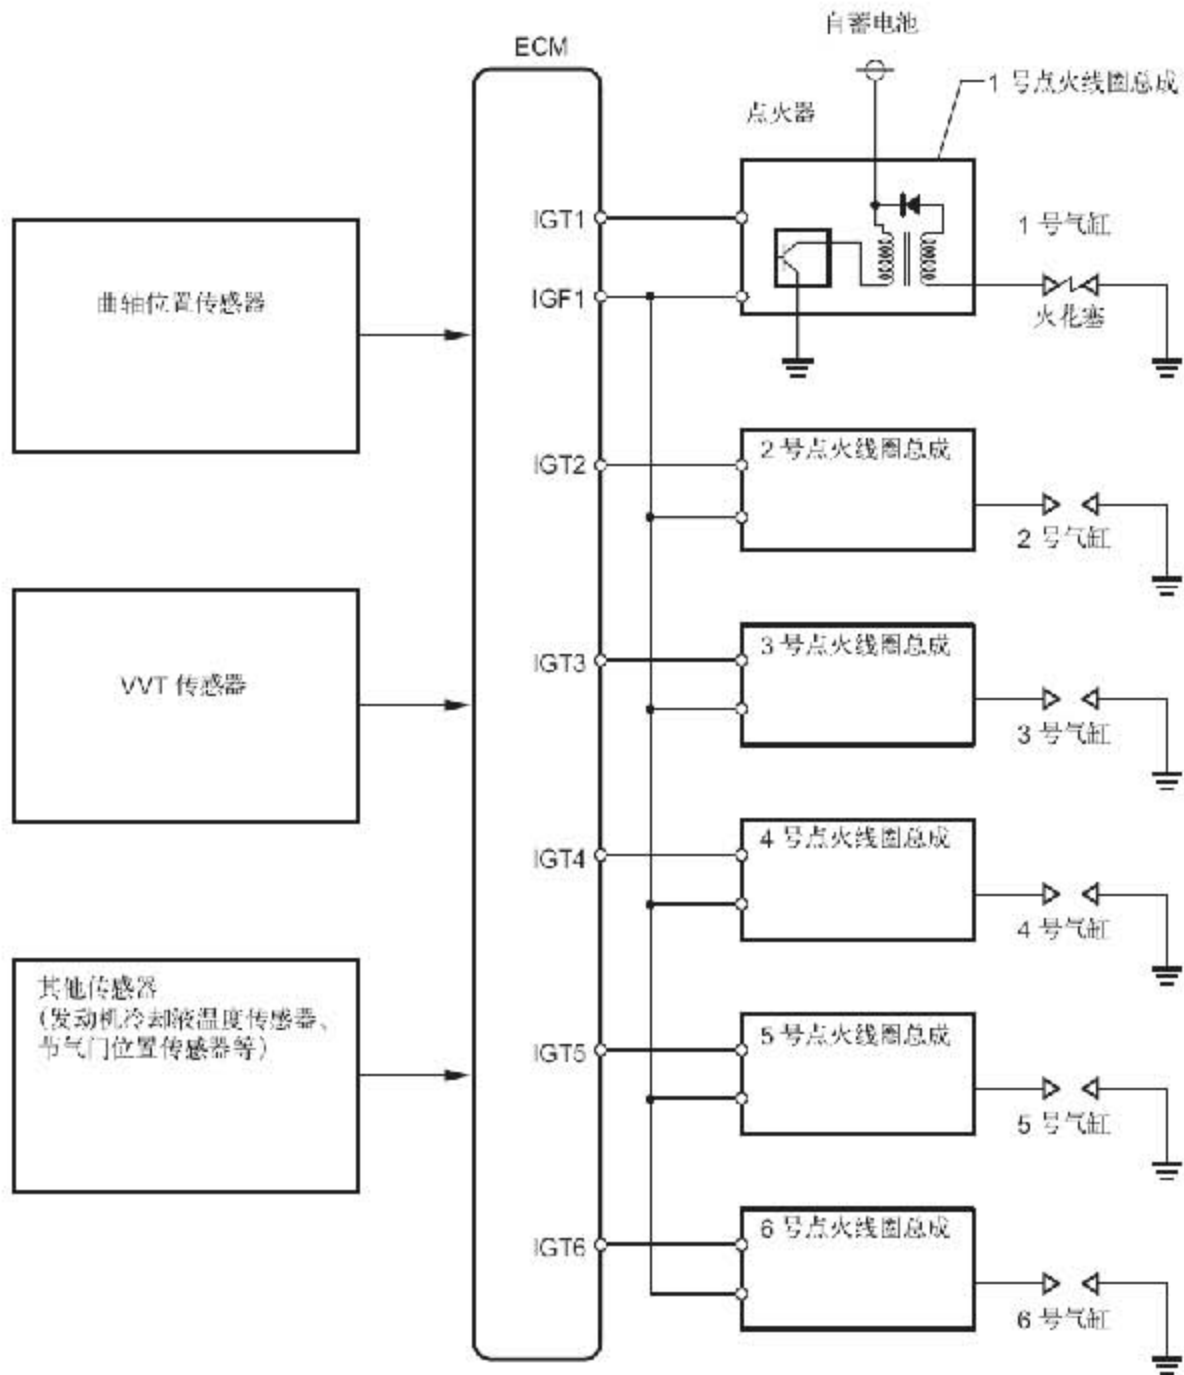 自蓄电池
ECM
1 号点火线圈总成
点火器
IGT1
1 号气缸
曲轴位置传感器
IGF1
火花塞
IGT2
2 号点火线圈总成
2 号气缸
IGT3
3 号点火线圈总成
VVT 传感器
3 号气缸
IGT4
4 号点火线圈总成
4 号气缸
其他传感器
(发动机冷却液温度传感器、
节气门位置传感器等)
IGT5
5 号点火线圈总成
5 号气缸
IGT6
6 号点火线圈总成
6 号气缸